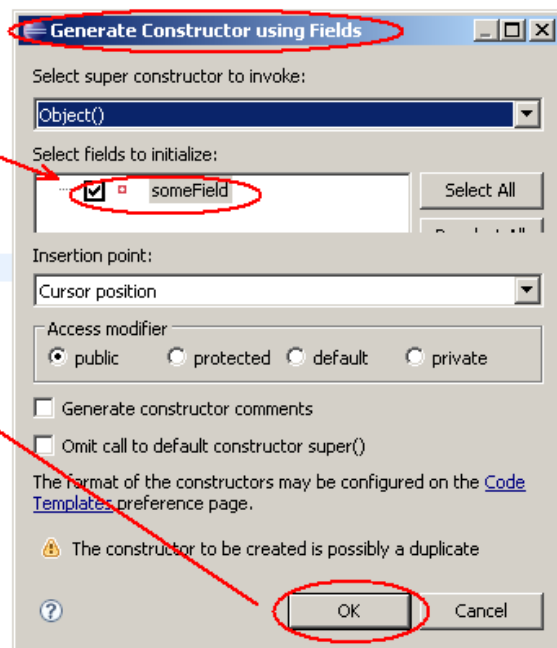 Generate Constructor using Fields
Select super constructor to invoke:
Object()
Select fields to initialize:
someField
Select All
Insertion point:
Cursor position
Access modifier
public protected default private
Generate constructor comments
Omit call to default constructor super()
The format of the constructors may be configured on the Code
Templates preference page.
The constructor to be created is possibly a duplicate
OK Cancel